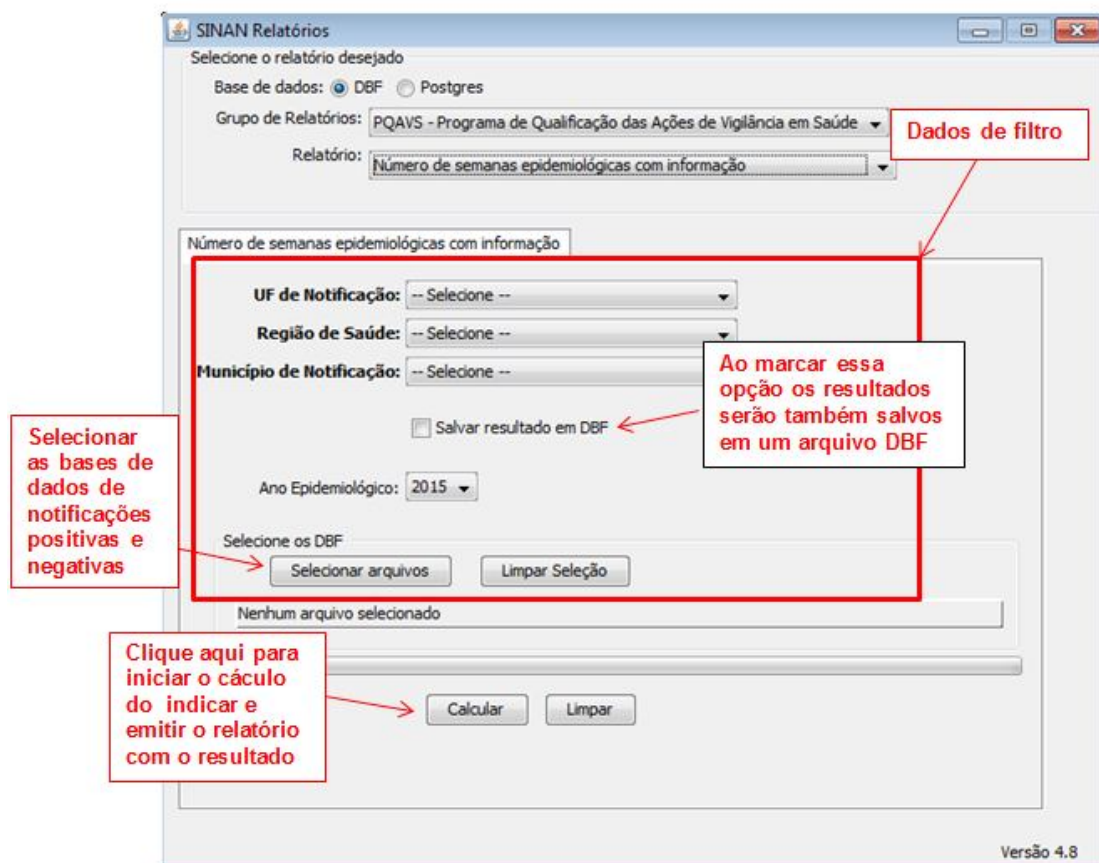 SINAN Relatórios
Selecione o relatório desejado
Base de dados: DBF Postgres
Grupo de Relatórios: PQAVS - Programa de Qualificação das Ações de Vigilância em Saúde
Relatório: Número de semanas epidemiológicas com informação
Dados de filtro
Número de semanas epidemiológicas com informação
UF de Notificação: -- Selecione --
Região de Saúde: -- Selecione --
Município de Notificação: -- Selecione --
Ao marcar essa
opção os resultados
serão também salvos
em um arquivo DBF
Salvar resultado em DBF
Selecionar
as bases de
dados de
notificações
positivas e
negativas
Ano Epidemiológico: 2015
Selecione os DBF
Selecionar arquivos Limpar Seleção
Nenhum arquivo selecionado
Clique aqui para
iniciar o cáculo
do indicar e
emitir o relatório
com o resultado
Calcular Limpar
Versão 4.8